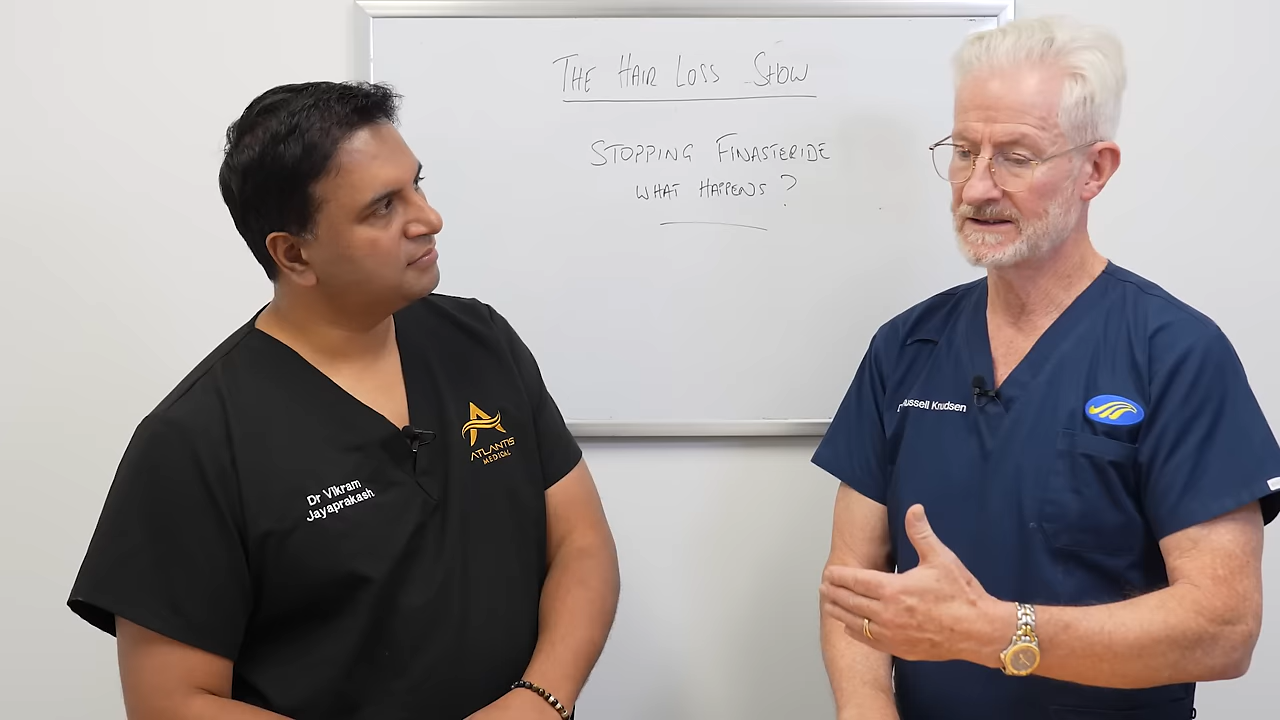 THE HAIR LOSS SHOW
STOPPING FINASTERIDE
WHAT HAPPENS?
Dr Vikram
Jayaprakash
ATLANTIS
MEDICAL
Russell Knudsen